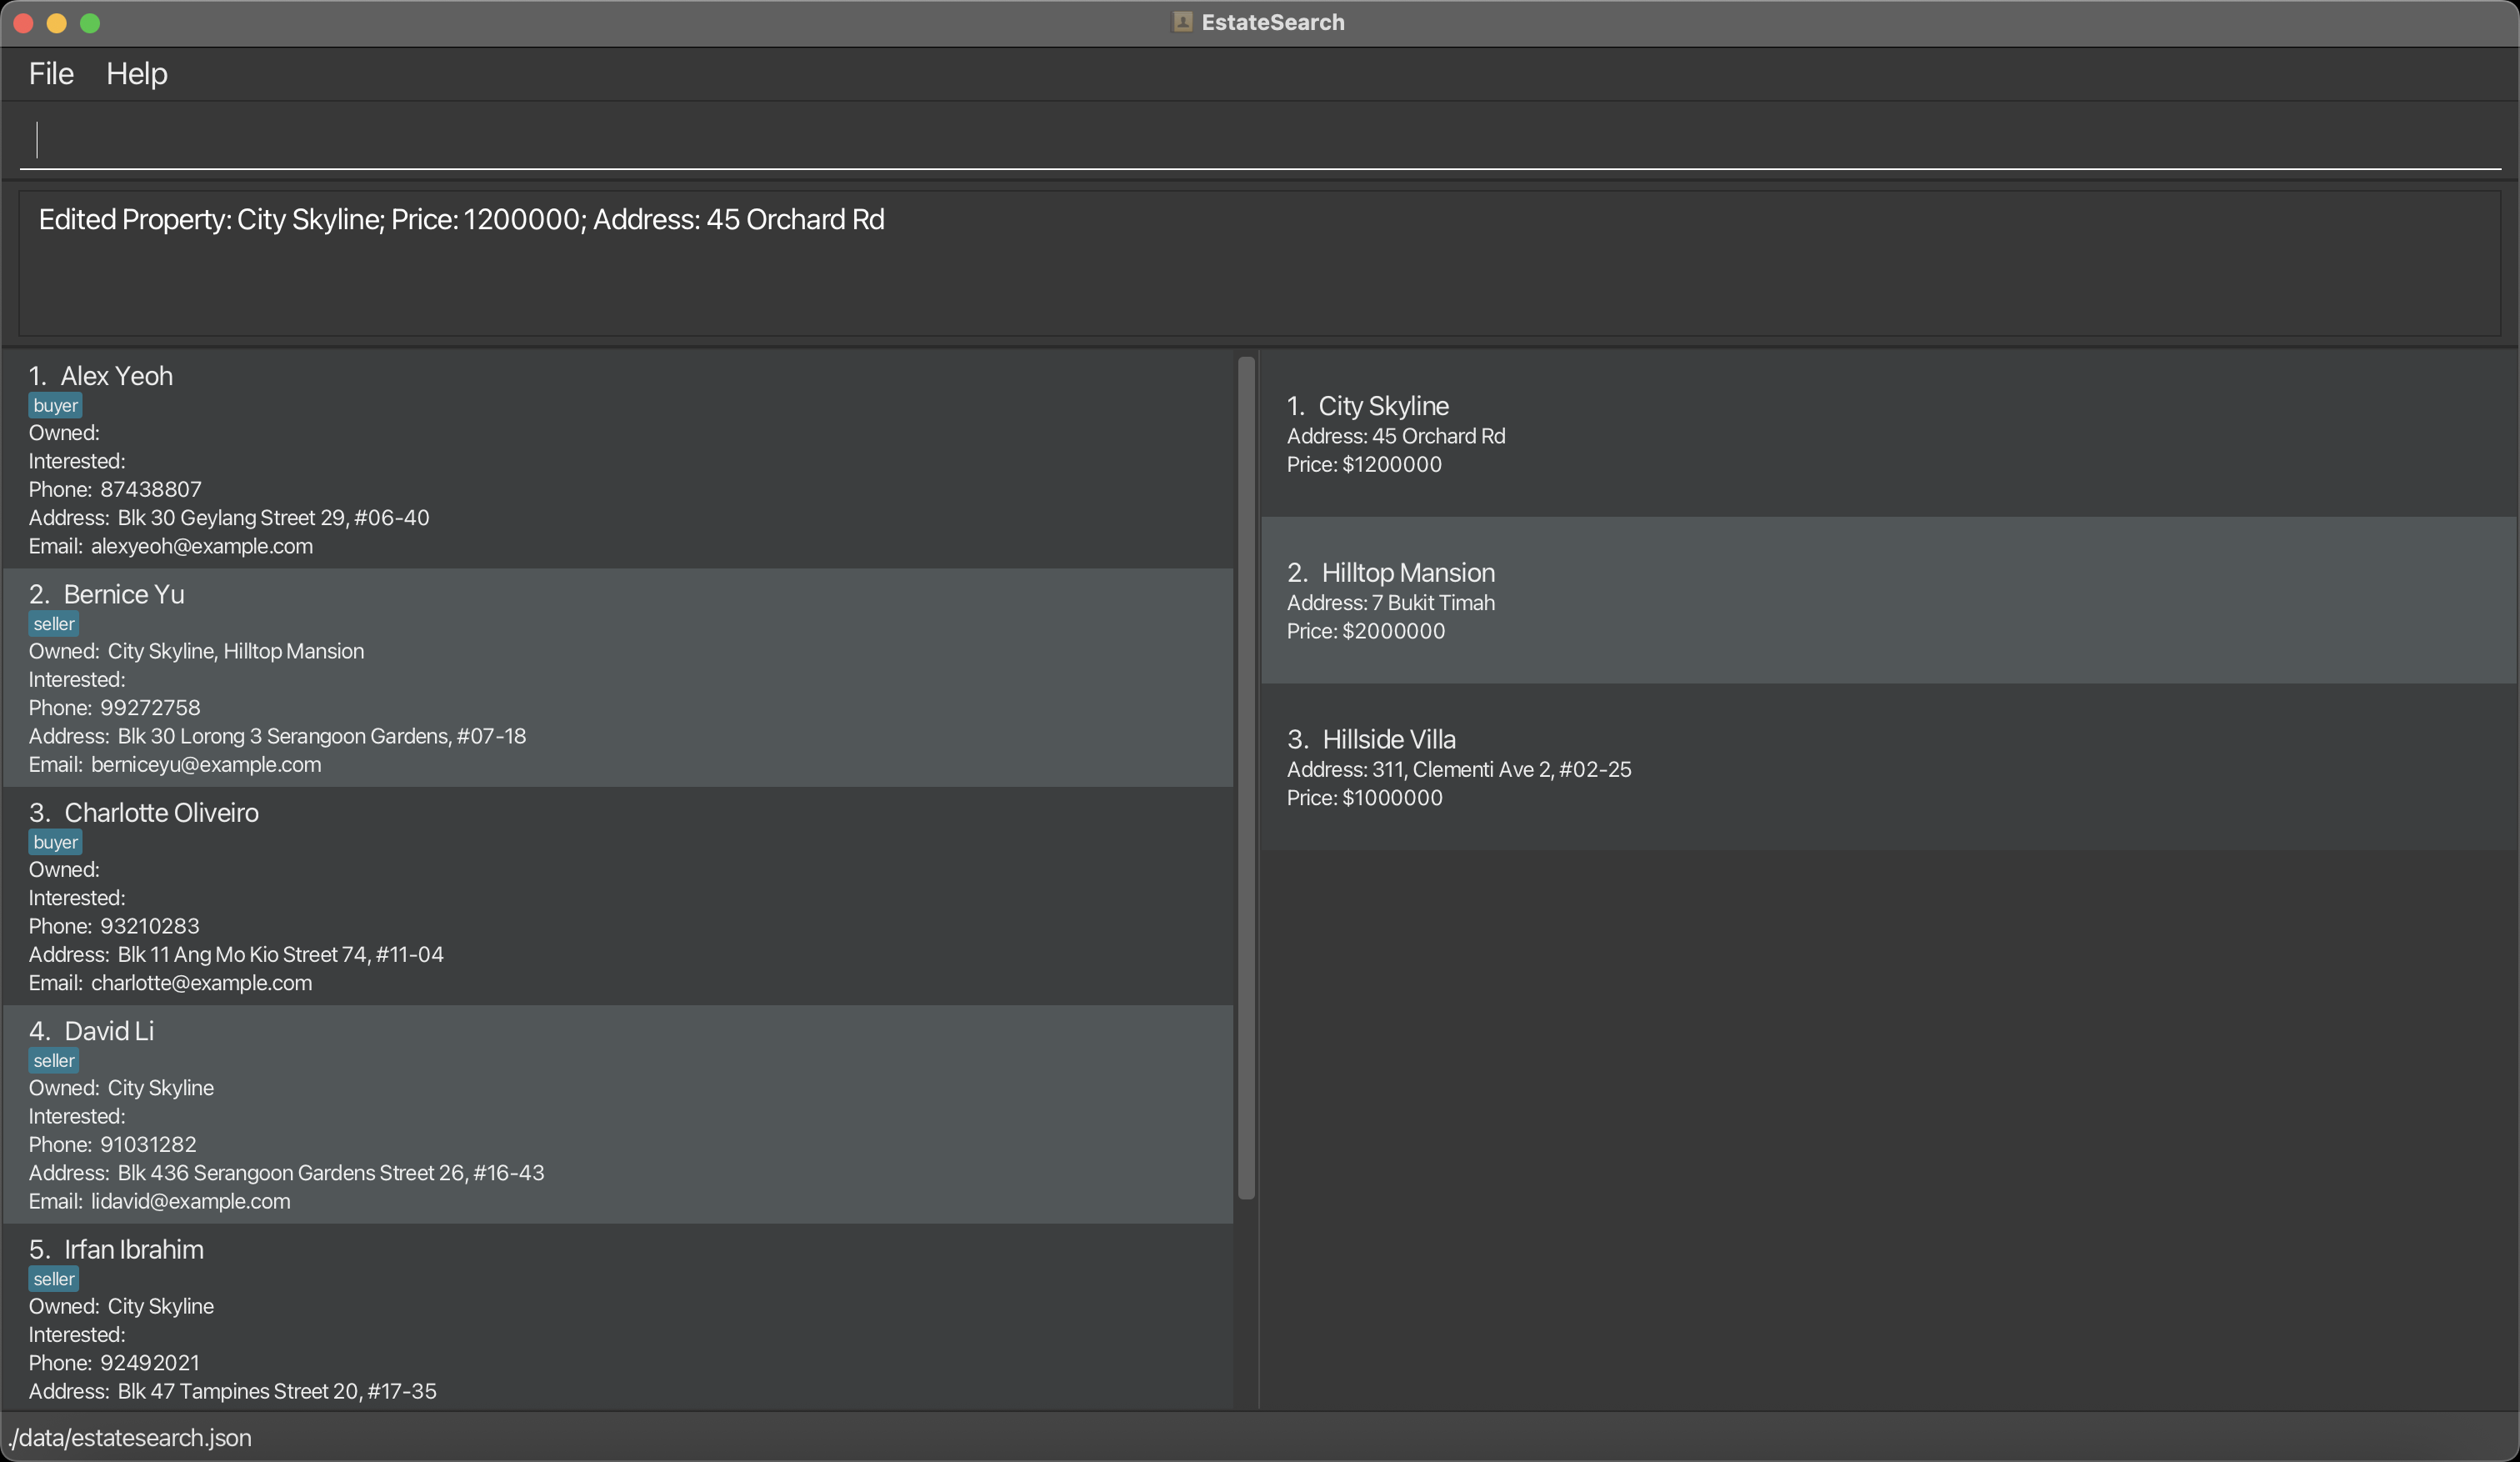 EstateSearch
File Help
Edited Property: City Skyline; Price: 1200000; Address: 45 Orchard Rd
1. Alex Yeoh
buyer
Owned:
Interested:
Phone: 87438807
Address: Blk 30 Geylang Street 29, #06-40
Email: alexyeoh@example.com
2. Bernice Yu
seller
Owned: City Skyline, Hilltop Mansion
Interested:
Phone: 99272758
Address: Blk 30 Lorong 3 Serangoon Gardens, #07-18
Email: berniceyu@example.com
3. Charlotte Oliveiro
buyer
Owned:
Interested:
Phone: 93210283
Address: Blk 11 Ang Mo Kio Street 74, #11-04
Email: charlotte@example.com
4. David Li
seller
Owned: City Skyline
Interested:
Phone: 91031282
Address: Blk 436 Serangoon Gardens Street 26, #16-43
Email: lidavid@example.com
5. Irfan Ibrahim
seller
Owned: City Skyline
Interested:
Phone: 92492021
Address: Blk 47 Tampines Street 20, #17-35
1. City Skyline
Address: 45 Orchard Rd
Price: $1200000
2. Hilltop Mansion
Address: 7 Bukit Timah
Price: $2000000
3. Hillside Villa
Address: 311, Clementi Ave 2, #02-25
Price: $1000000
./data/estatesearch.json